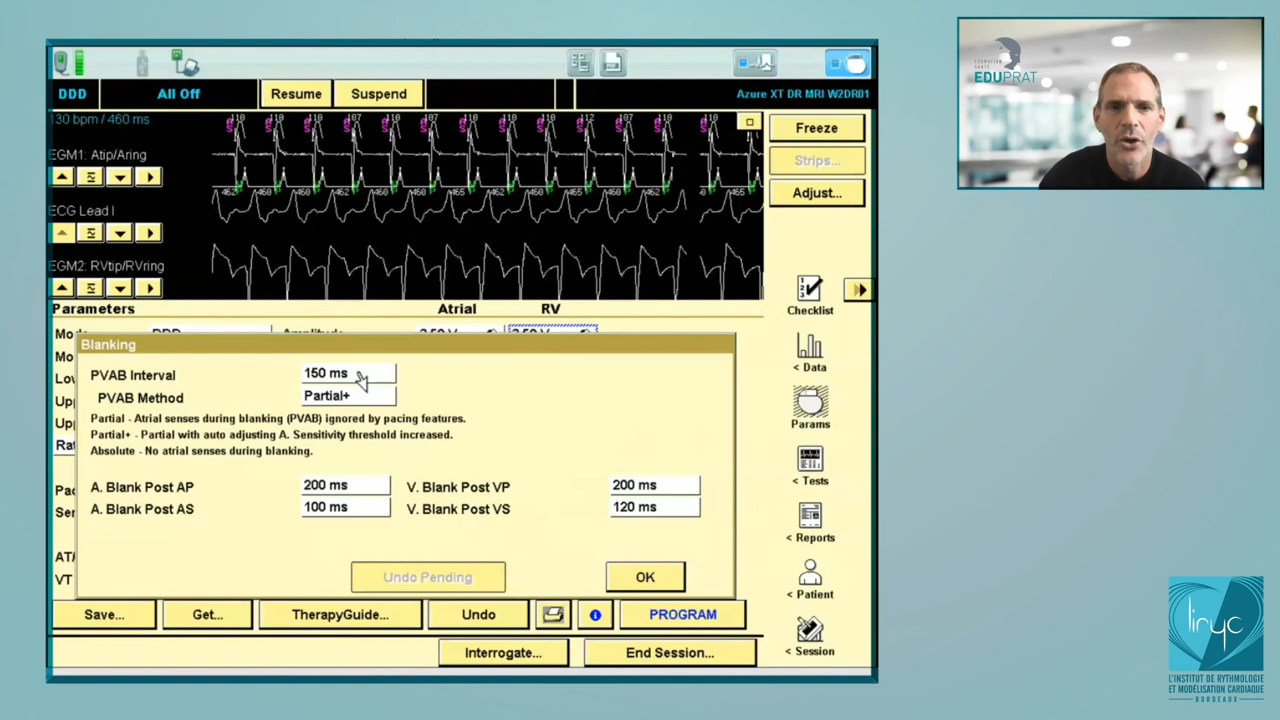 DDD
All Off
Resume
Suspend
Azure XT DR MRI W2DR01
130 bpm / 460 ms
EGM1: Atip/Aring
ECG Lead I
EGM2: RVtip/RVring
Freeze
Strips...
Adjust...
Checklist
< Data
Params
< Tests
< Reports
< Patient
< Session
Parameters
Atrial
RV
Blanking
PVAB Interval 150 ms
PVAB Method Partial+
Partial - Atrial senses during blanking (PVAB) ignored by pacing features.
Partial+ - Partial with auto adjusting A. Sensitivity threshold increased.
Absolute - No atrial senses during blanking.
A. Blank Post AP 200 ms V. Blank Post VP 200 ms
A. Blank Post AS 100 ms V. Blank Post VS 120 ms
Undo Pending
OK
Save...
Get...
TherapyGuide...
Undo
PROGRAM
Interrogate...
End Session...
FORMATION
SANTÉ
EDUPRAT
liryc
L'INSTITUT DE RYTHMOLOGIE
ET MODÉLISATION CARDIAQUE
BORDEAUX